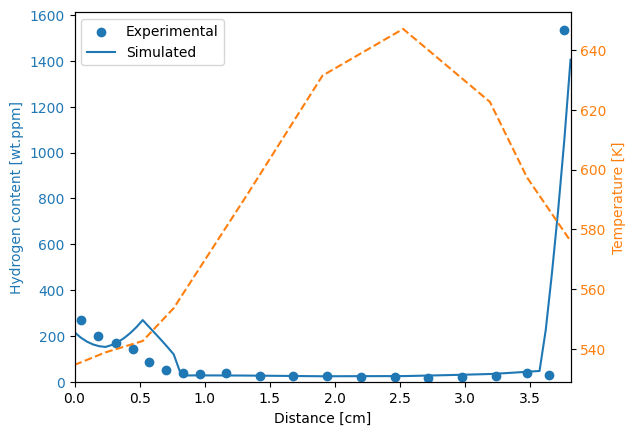 Experimental
Simulated
Hydrogen content [wt.ppm]
1600
1400
1200
1000
800
600
400
200
0
0.0 0.5 1.0 1.5 2.0 2.5 3.0 3.5
Distance [cm]
640
620
600
580
560
540
Temperature [K]